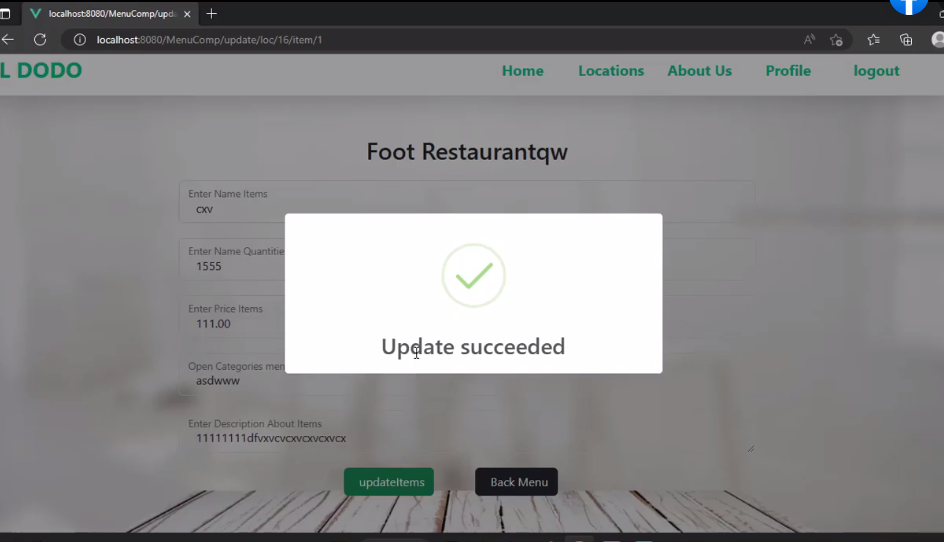 localhost:8080/MenuComp/upda
localhost:8080/MenuComp/update/loc/16/item/1
L DODO
Home
Locations
About Us
Profile
logout
Foot Restaurantqw
Enter Name Items
cxv
Enter Name Quantitie
1555
Enter Price Items
111.00
Open Categories men
asdwww
Enter Description About Items
11111111dfvxvcvcxvcxvcxvcx
Update succeeded
updateItems
Back Menu